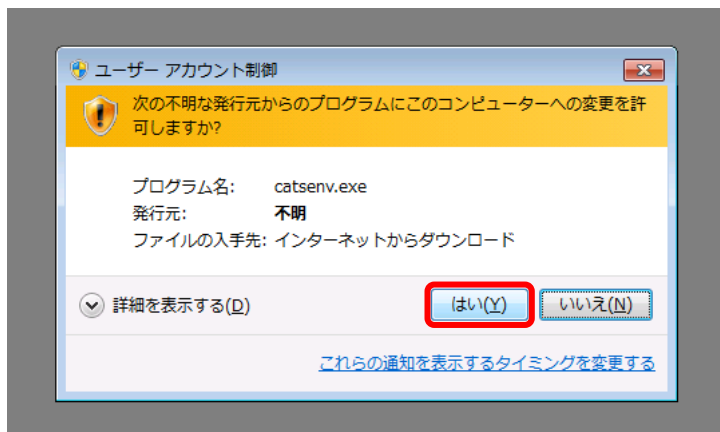 ユーザー アカウント制御
次の不明な発行元からのプログラムにこのコンピューターへの変更を許
可しますか?
プログラム名: catsenv.exe
発行元: 不明
ファイルの入手先: インターネットからダウンロード
詳細を表示する(D) はい(Y) いいえ(N)
これらの通知を表示するタイミングを変更する